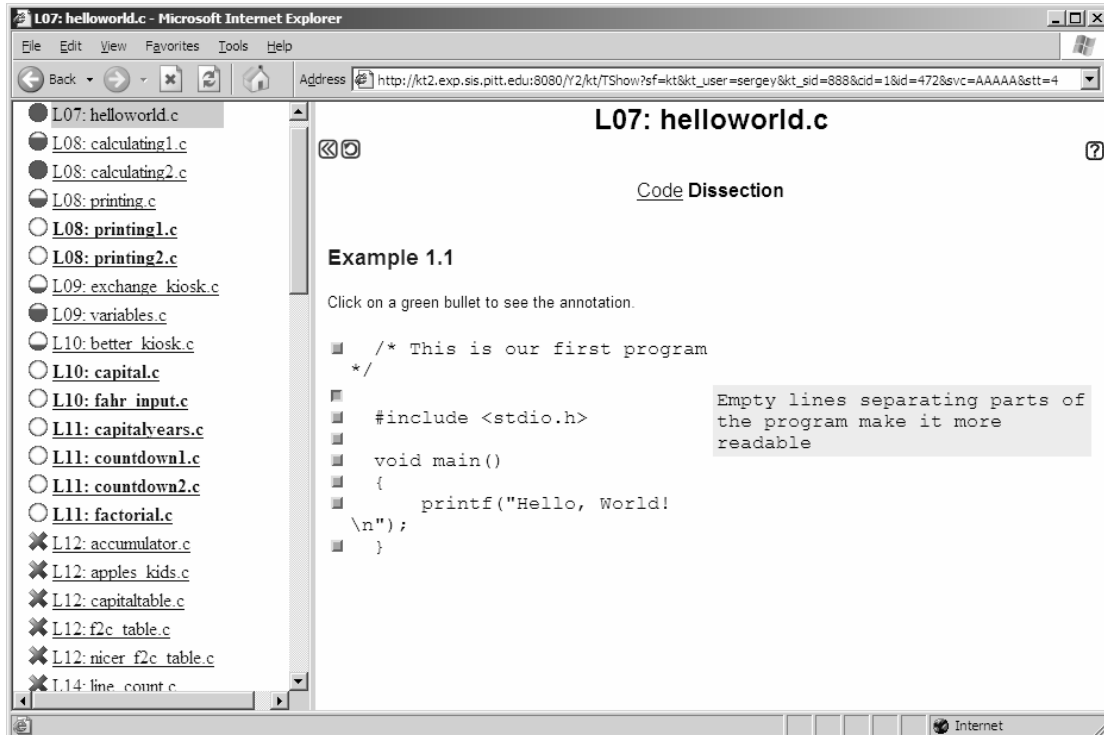 L07: helloworld.c - Microsoft Internet Explorer
File Edit View Favorites Tools Help
Back
Address http://kt2.exp.sis.pitt.edu:8080/Y2/kt/TShow?sf=kt&kt_user=sergey&kt_sid=888&cid=1&id=472&svc=AAAAA&stt=4
L07: helloworld.c
L08: calculating1.c
L08: calculating2.c
L08: printing.c
L08: printing1.c
L08: printing2.c
L09: exchange_kiosk.c
L09: variables.c
L10: better_kiosk.c
L10: capital.c
L10: fahr_input.c
L11: capitalyears.c
L11: countdown1.c
L11: countdown2.c
L11: factorial.c
L12: accumulator.c
L12: apples_kids.c
L12: capitaltable.c
L12: f2c_table.c
L12: nicer_f2c_table.c
L14: line_count.c
L07: helloworld.c
?
Code Dissection
Example 1.1
Click on a green bullet to see the annotation.
/* This is our first program
*/
#include <stdio.h>
void main()
{
printf("Hello, World!
\n");
}
Empty lines separating parts of
the program make it more
readable
Internet